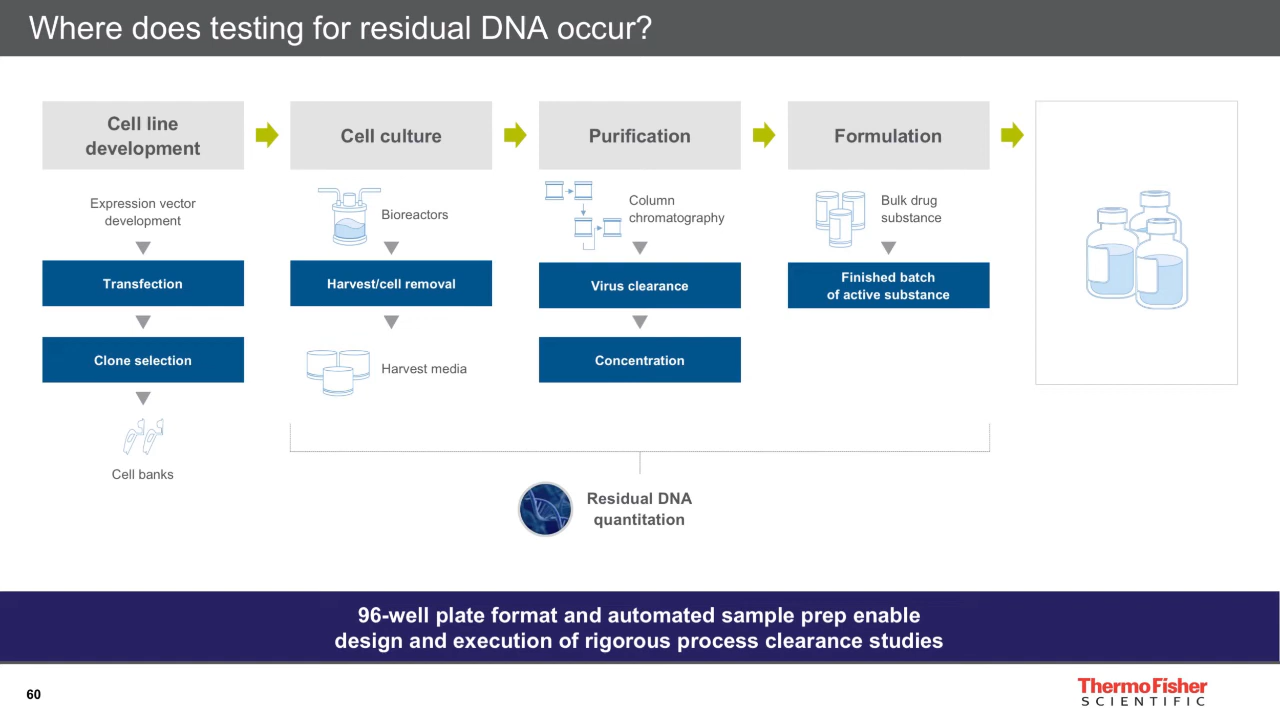 Where does testing for residual DNA occur?
Cell line
development
Cell culture
Purification
Formulation
Expression vector
development
Transfection
Clone selection
Cell banks
Bioreactors
Harvest/cell removal
Harvest media
Column
chromatography
Virus clearance
Concentration
Bulk drug
substance
Finished batch
of active substance
Residual DNA
quantitation
96-well plate format and automated sample prep enable
design and execution of rigorous process clearance studies
60
ThermoFisher
SCIENTIFIC